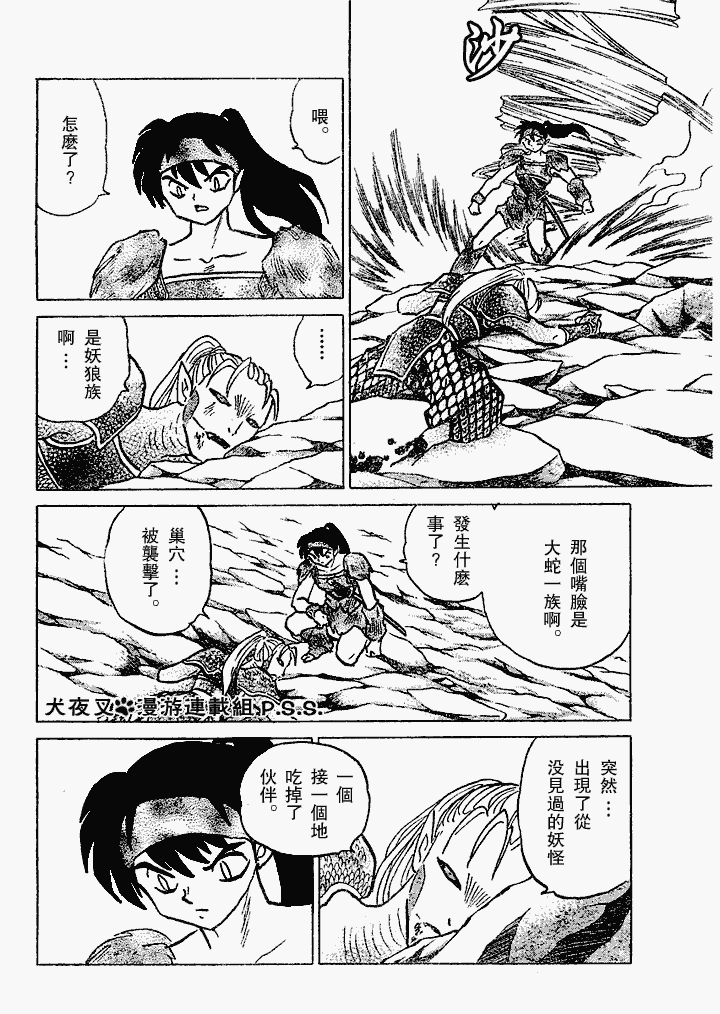 沙
喂。
怎麼了？
……
是妖狼族
啊…
那個嘴臉是
大蛇一族啊。
發生什麼
事了？
巢穴…
被襲擊了。
犬夜叉漫游連載組 P.S.S.
突然…
出現了從
没見過的妖怪
一個
接一個地
吃掉了
伙伴。